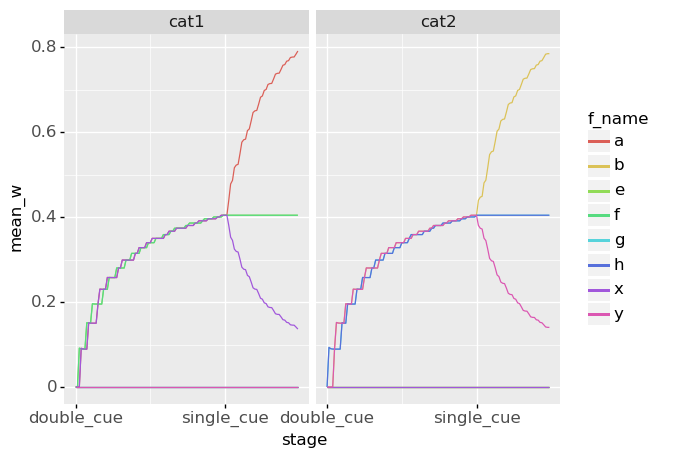 cat1
cat2
0.8
0.6
0.4
0.2
0
mean_w
double_cue
single_cue
double_cue
single_cue
stage
f_name
a
b
e
f
g
h
x
y